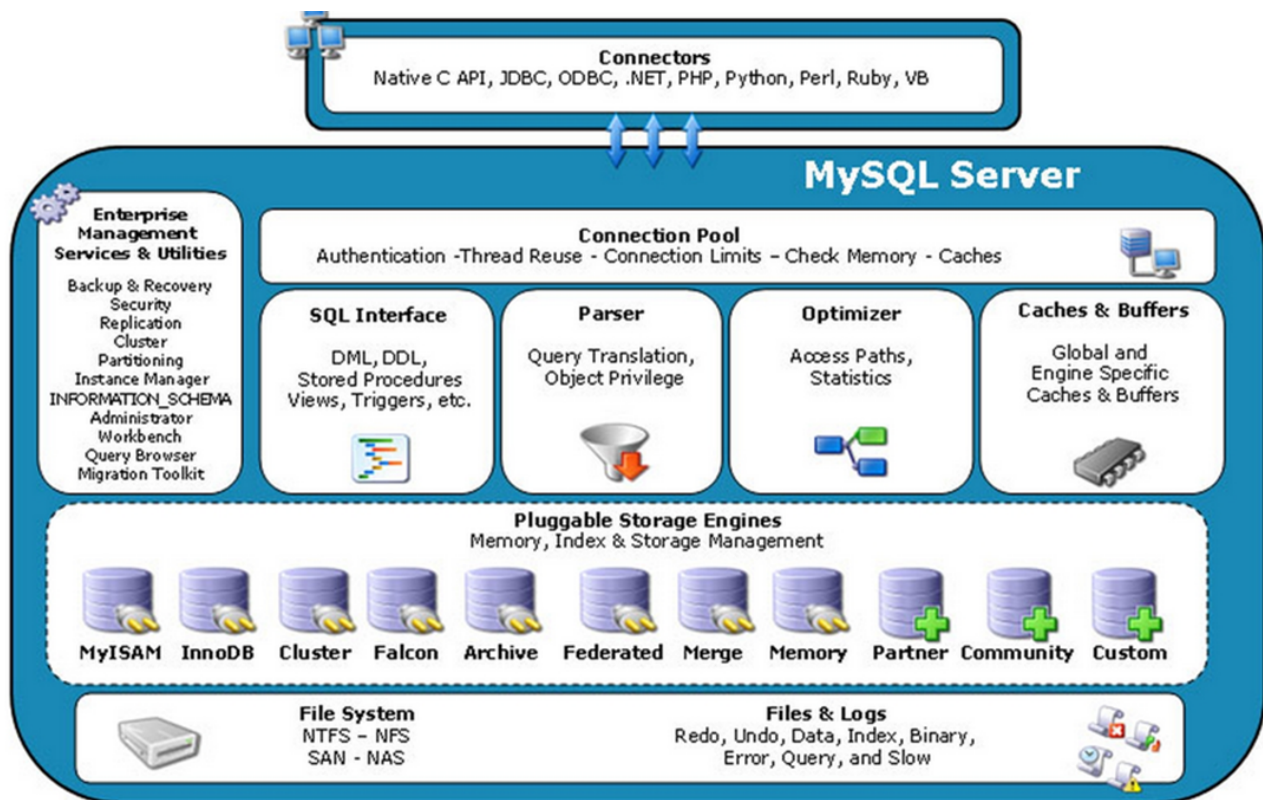 Connectors
Native C API, JDBC, ODBC, .NET, PHP, Python, Perl, Ruby, VB
MySQL Server
Enterprise
Management
Services & Utilities
Backup & Recovery
Security
Replication
Cluster
Partitioning
Instance Manager
INFORMATION_SCHEMA
Administrator
Workbench
Query Browser
Migration Toolkit
Connection Pool
Authentication -Thread Reuse - Connection Limits – Check Memory - Caches
SQL Interface
DML, DDL,
Stored Procedures
Views, Triggers, etc.
Parser
Query Translation,
Object Privilege
Optimizer
Access Paths,
Statistics
Caches & Buffers
Global and
Engine Specific
Caches & Buffers
Pluggable Storage Engines
Memory, Index & Storage Management
MyISAM InnoDB Cluster Falcon Archive Federated Merge Memory Partner Community Custom
File System
NTFS – NFS
SAN - NAS
Files & Logs
Redo, Undo, Data, Index, Binary,
Error, Query, and Slow